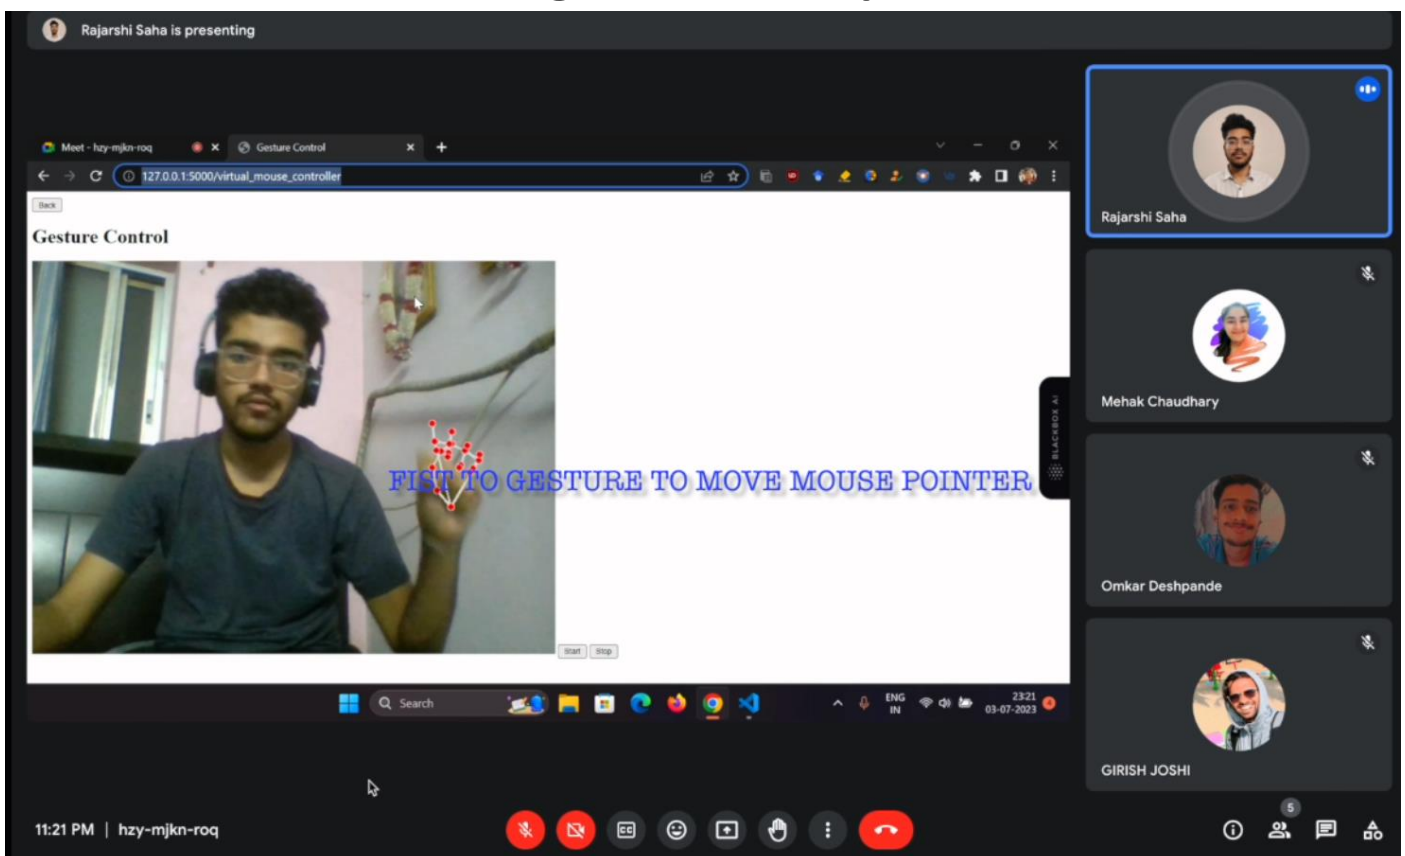 Rajarshi Saha is presenting
Meet - hzy-mjkn-roq
Gesture Control
127.0.0.1:5000/virtual_mouse_controller
Back
Gesture Control
FIST TO GESTURE TO MOVE MOUSE POINTER
BLACKBOX AI
Start Stop
Search
ENG
IN
23:21
03-07-2023
4
Rajarshi Saha
Mehak Chaudhary
Omkar Deshpande
GIRISH JOSHI
11:21 PM | hzy-mjkn-roq
CC
5